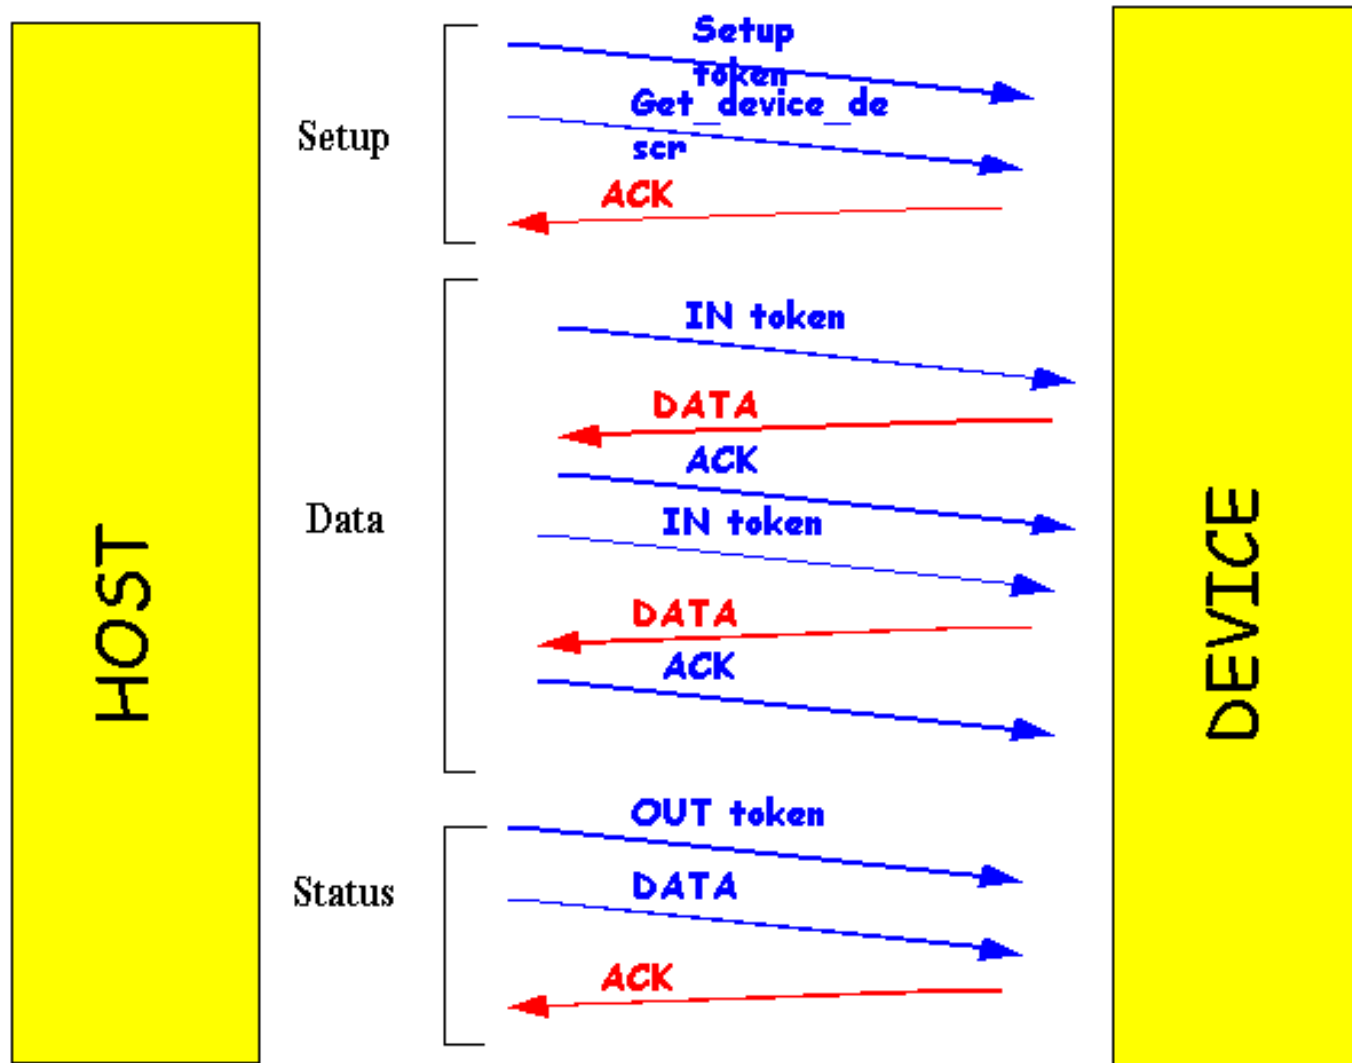 Setup
token
Get_device_de
scr
Setup
ACK
IN token
DATA
ACK
Data
IN token
DATA
ACK
HOST
DEVICE
OUT token
DATA
Status
ACK